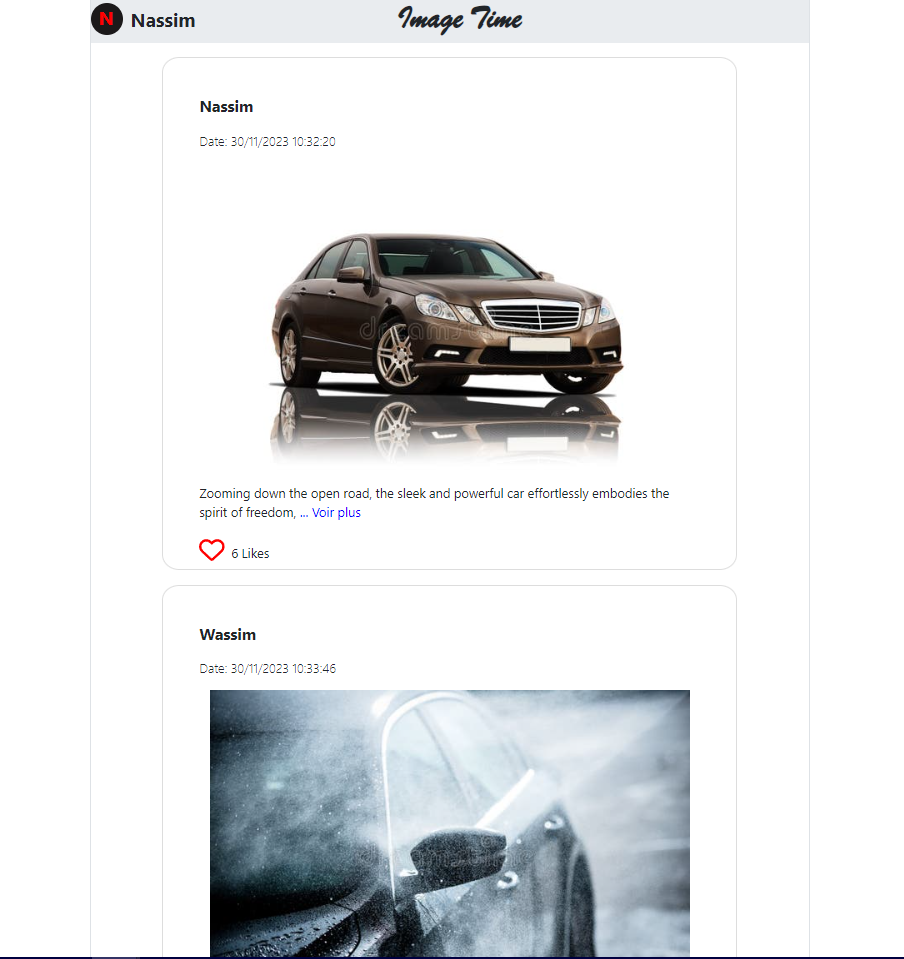 N Nassim Image Time
Nassim
Date: 30/11/2023 10:32:20
dreamstime
Zooming down the open road, the sleek and powerful car effortlessly embodies the
spirit of freedom, ... Voir plus
6 Likes
Wassim
Date: 30/11/2023 10:33:46
dreamstime